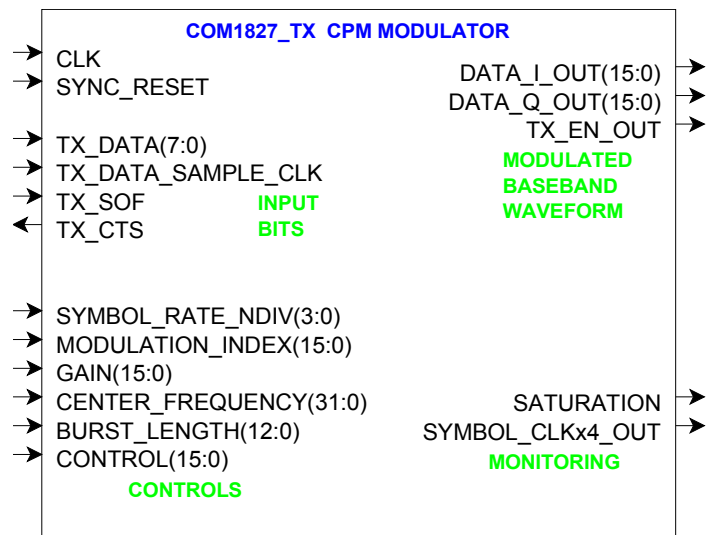 COM1827_TX CPM MODULATOR
CLK
SYNC_RESET
TX_DATA(7:0)
TX_DATA_SAMPLE_CLK
TX_SOF
TX_CTS
INPUT
BITS
DATA_I_OUT(15:0)
DATA_Q_OUT(15:0)
TX_EN_OUT
MODULATED
BASEBAND
WAVEFORM
SYMBOL_RATE_NDIV(3:0)
MODULATION_INDEX(15:0)
GAIN(15:0)
CENTER_FREQUENCY(31:0)
BURST_LENGTH(12:0)
CONTROL(15:0)
CONTROLS
SATURATION
SYMBOL_CLKx4_OUT
MONITORING